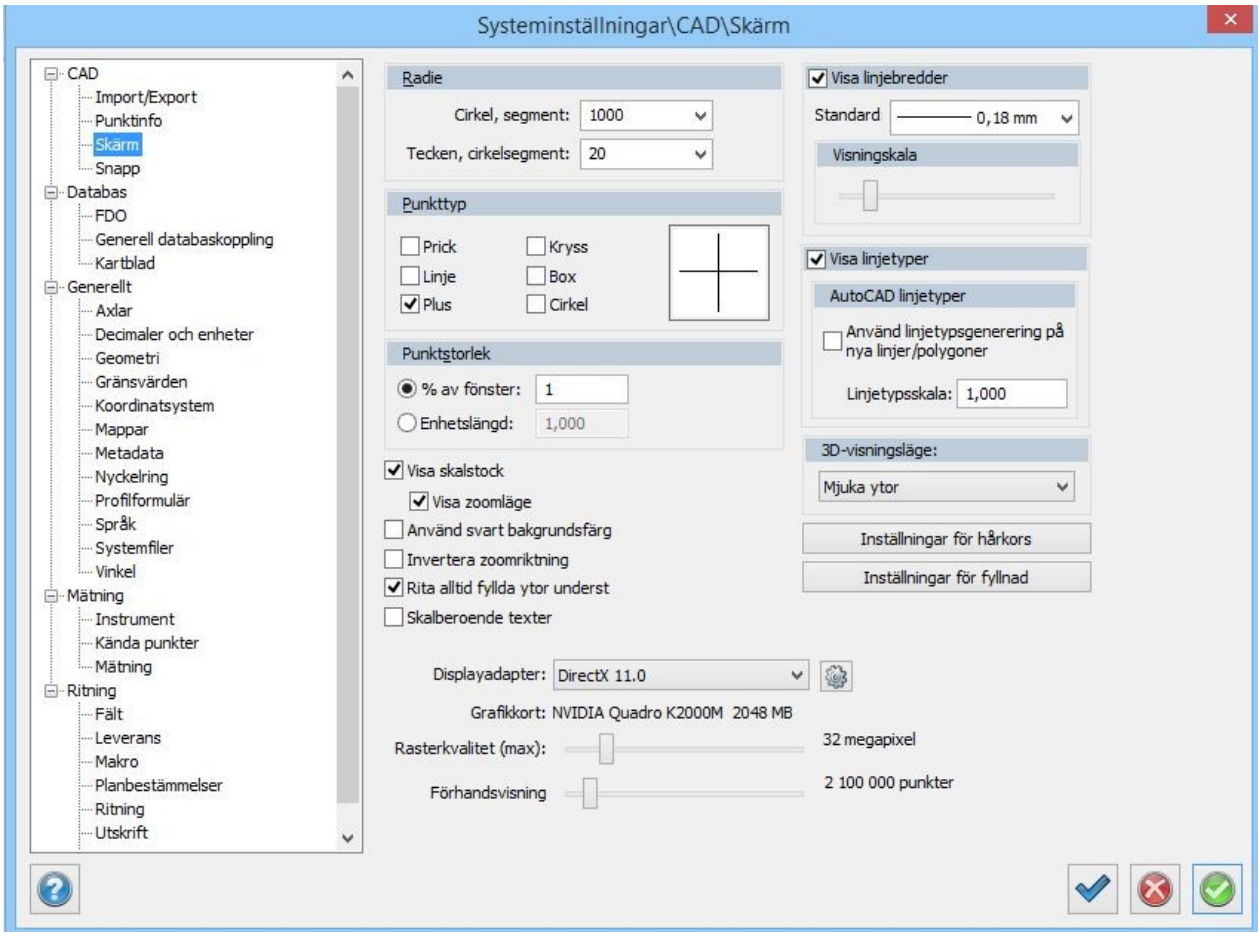 Systeminställningar\CAD\Skärm
CAD
Import/Export
Punktinfo
Skärm
Snapp
Databas
FDO
Generell databaskoppling
Kartblad
Generellt
Axlar
Decimaler och enheter
Geometri
Gränsvärden
Koordinatsystem
Mappar
Metadata
Nyckelring
Profilformulär
Språk
Systemfiler
Vinkel
Mätning
Instrument
Kända punkter
Mätning
Ritning
Fält
Leverans
Makro
Planbestämmelser
Ritning
Utskrift
Radie
Cirkel, segment: 1000
Tecken, cirkelsegment: 20
Punkttyp
Prick Kryss
Linje Box
Plus Cirkel
Punktstorlek
% av fönster: 1
Enhetslängd: 1,000
Visa skalstock
Visa zoomläge
Använd svart bakgrundsfärg
Invertera zoomriktning
Rita alltid fyllda ytor underst
Skalberoende texter
Visa linjebredder
Standard 0,18 mm
Visningskala
Visa linjetyper
AutoCAD linjetyper
Använd linjetypsgenerering på
nya linjer/polygoner
Linjetypsskala: 1,000
3D-visningsläge:
Mjuka ytor
Inställningar för hårkors
Inställningar för fyllnad
Displayadapter: DirectX 11.0
Grafikkort: NVIDIA Quadro K2000M 2048 MB
Rasterkvalitet (max): 32 megapixel
Förhandsvisning 2 100 000 punkter